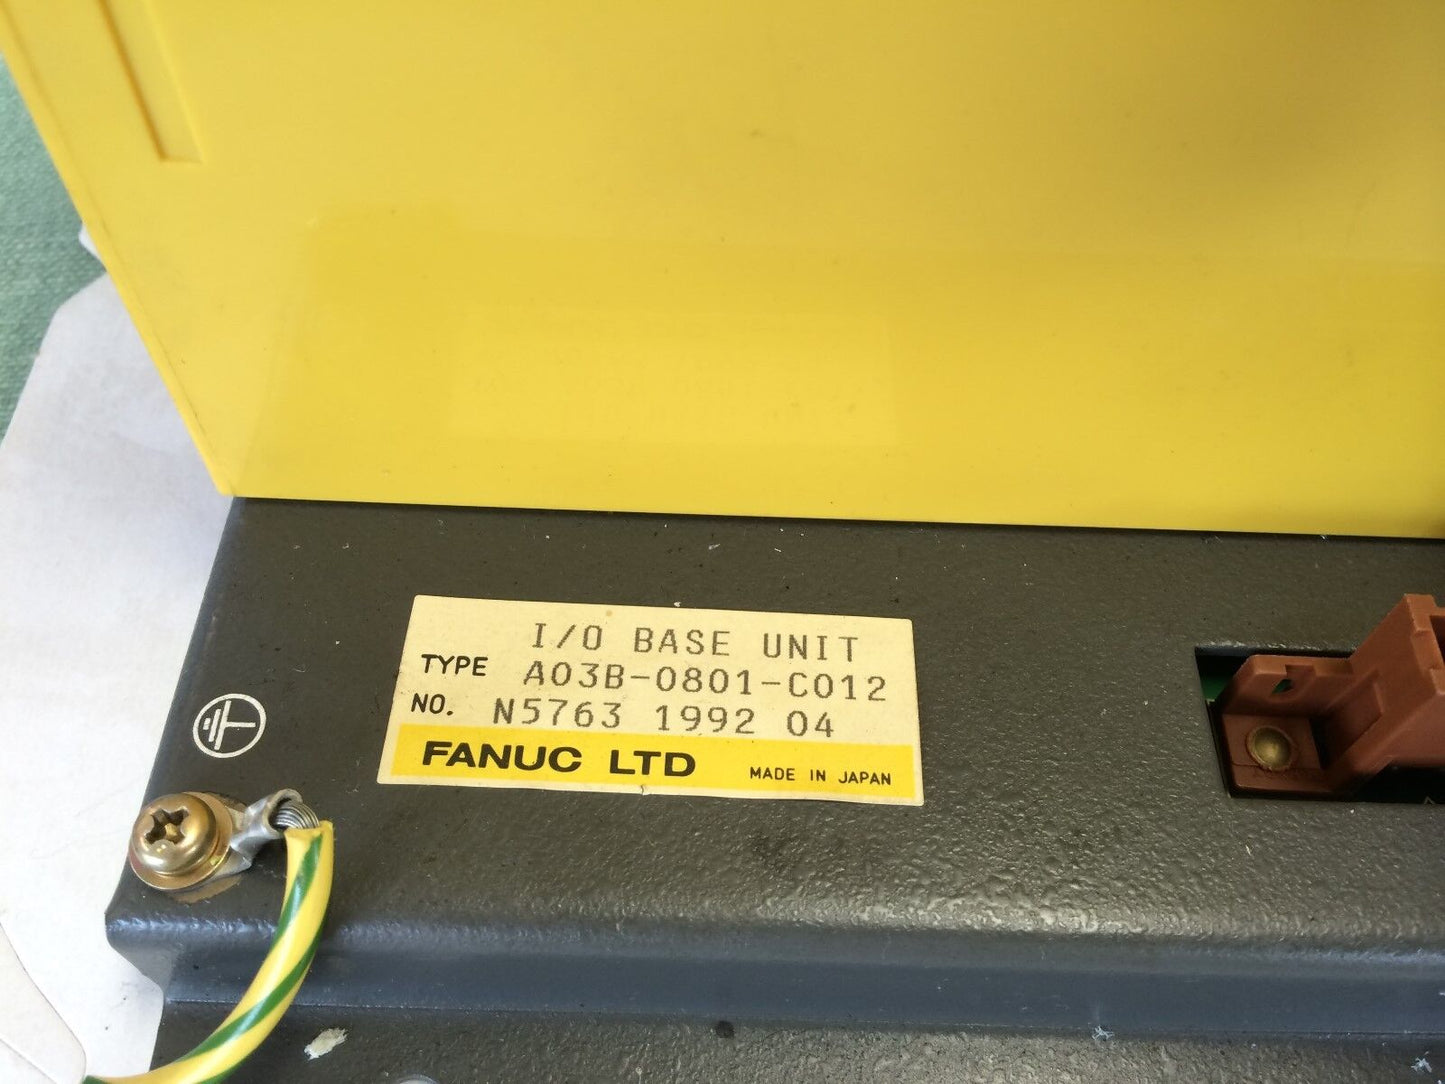 I/O BASE UNIT
TYPE A03B-0801-C012
NO. N5763 1992 04
FANUC LTD MADE IN JAPAN